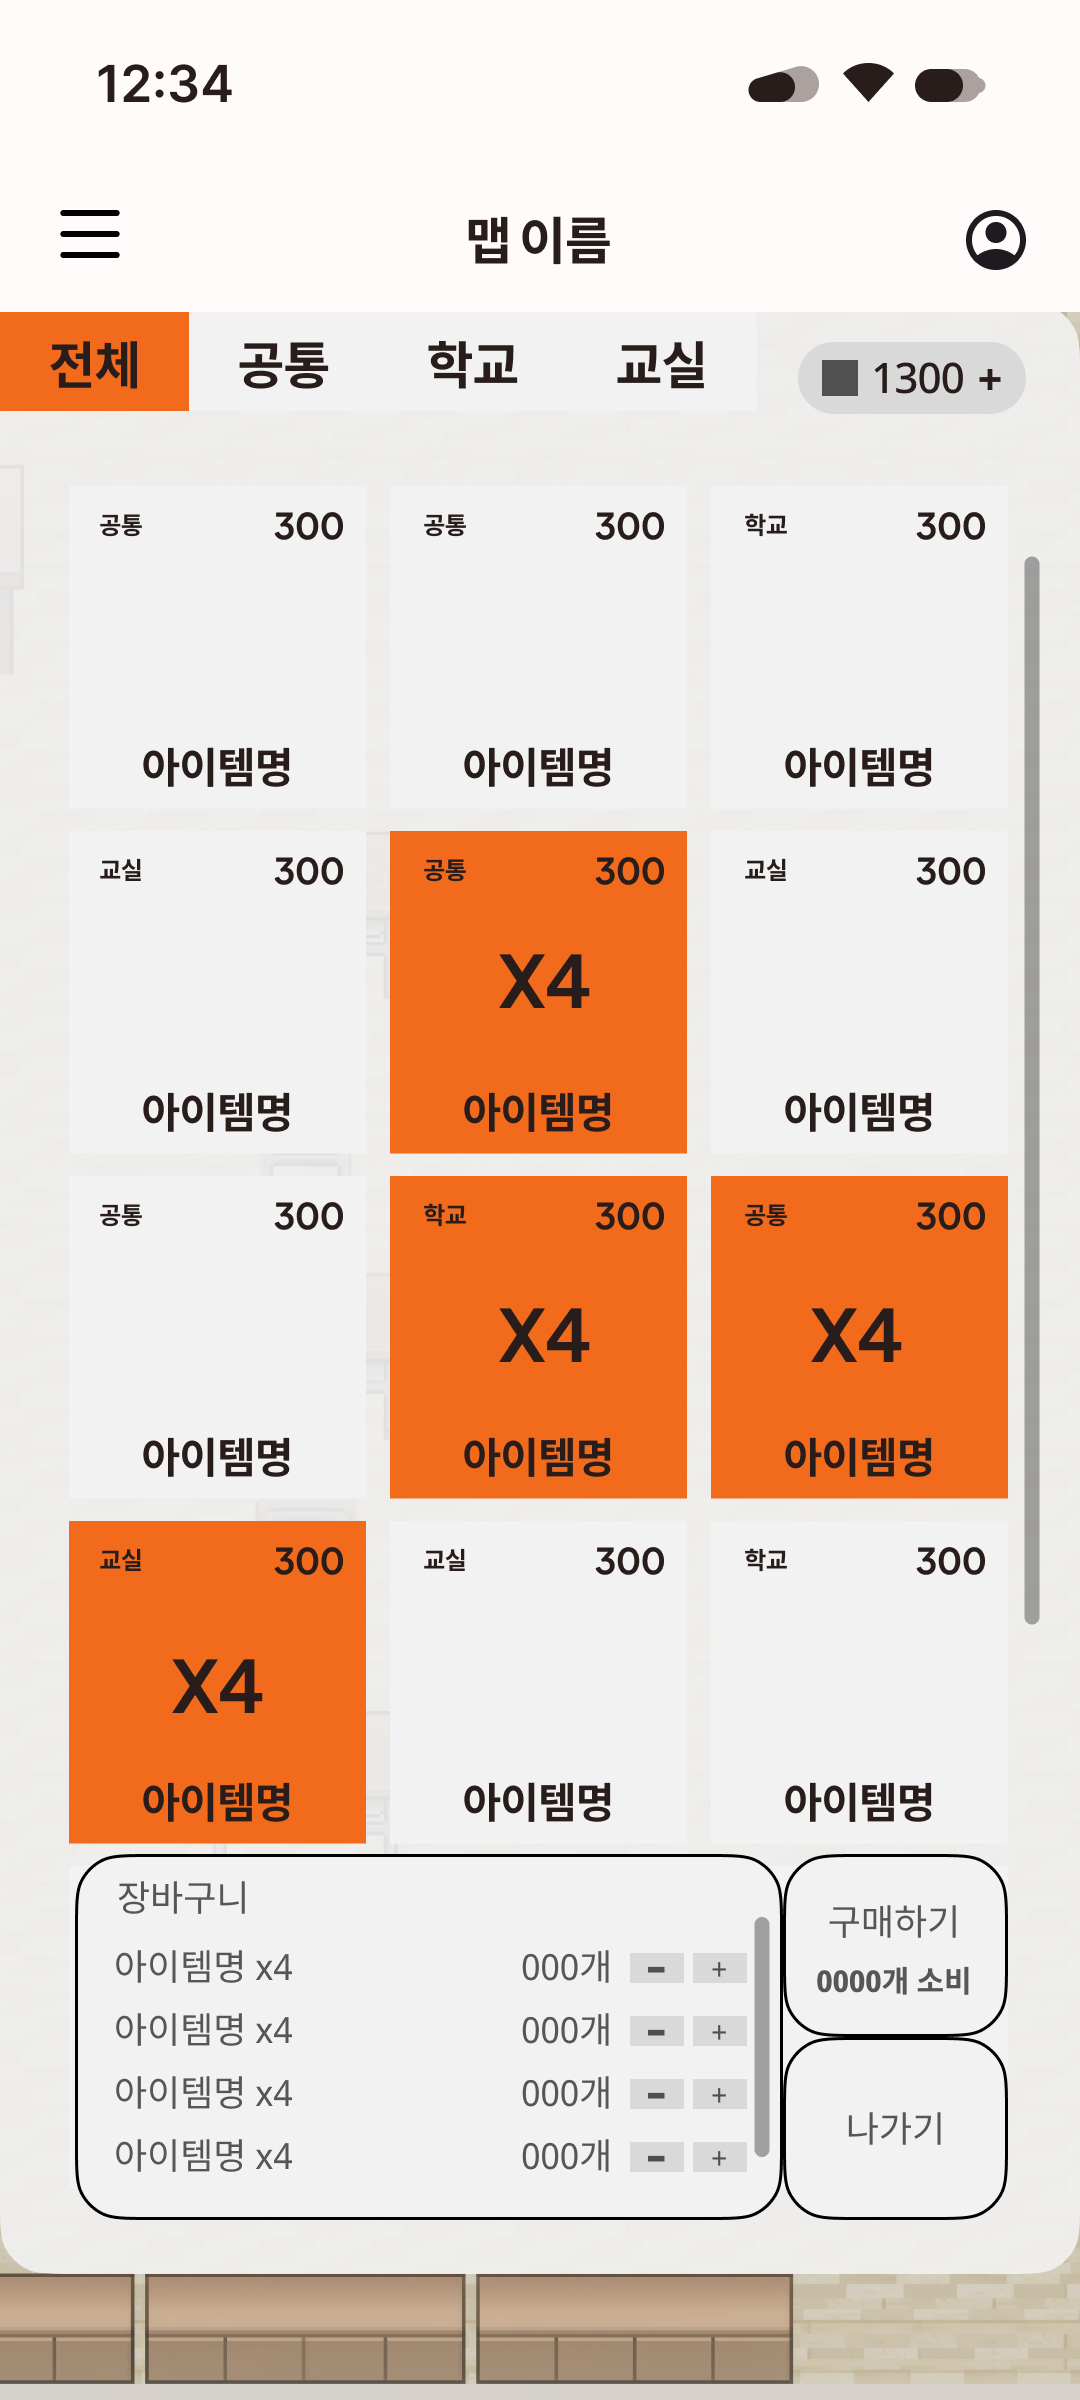 12:34
맵 이름
전체 공통 학교 교실
1300 +
공통 300 공통 300 학교 300
아이템명 아이템명 아이템명
교실 300 공통 300 교실 300
X4
아이템명 아이템명 아이템명
공통 300 학교 300 공통 300
X4 X4
아이템명 아이템명 아이템명
교실 300 교실 300 학교 300
X4
아이템명 아이템명 아이템명
장바구니
아이템명 x4 000개 - +
아이템명 x4 000개 - +
아이템명 x4 000개 - +
아이템명 x4 000개 - +
구매하기
0000개 소비
나가기